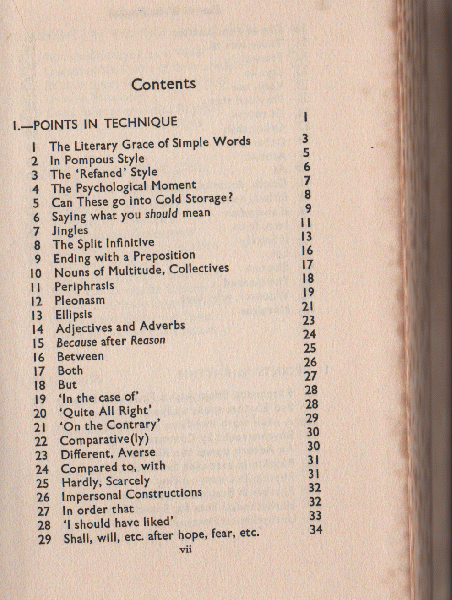 Contents
I.—POINTS IN TECHNIQUE 1
1 The Literary Grace of Simple Words 3
2 In Pompous Style 5
3 The ‘Refaned’ Style 6
4 The Psychological Moment 7
5 Can These go into Cold Storage? 8
6 Saying what you should mean 9
7 Jingles 11
8 The Split Infinitive 13
9 Ending with a Preposition 16
10 Nouns of Multitude, Collectives 17
11 Periphrasis 18
12 Pleonasm 19
13 Ellipsis 21
14 Adjectives and Adverbs 23
15 Because after Reason 24
16 Between 25
17 Both 26
18 But 27
19 ‘In the case of’ 28
20 ‘Quite All Right’ 28
21 ‘On the Contrary’ 29
22 Comparative(ly) 30
23 Different, Averse 30
24 Compared to, with 31
25 Hardly, Scarcely 31
26 Impersonal Constructions 32
27 In order that 32
28 ‘I should have liked’ 33
29 Shall, will, etc. after hope, fear, etc. 34
vii